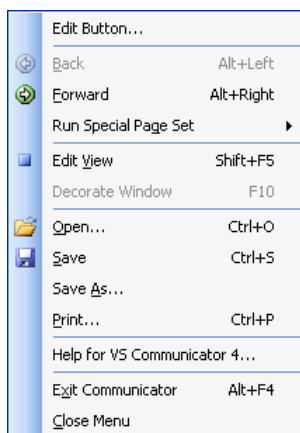 Edit Button...
Back Alt+Left
Forward Alt+Right
Run Special Page Set
Edit View Shift+F5
Decorate Window F10
Open... Ctrl+O
Save Ctrl+S
Save As...
Print... Ctrl+P
Help for VS Communicator 4...
Exit Communicator Alt+F4
Close Menu